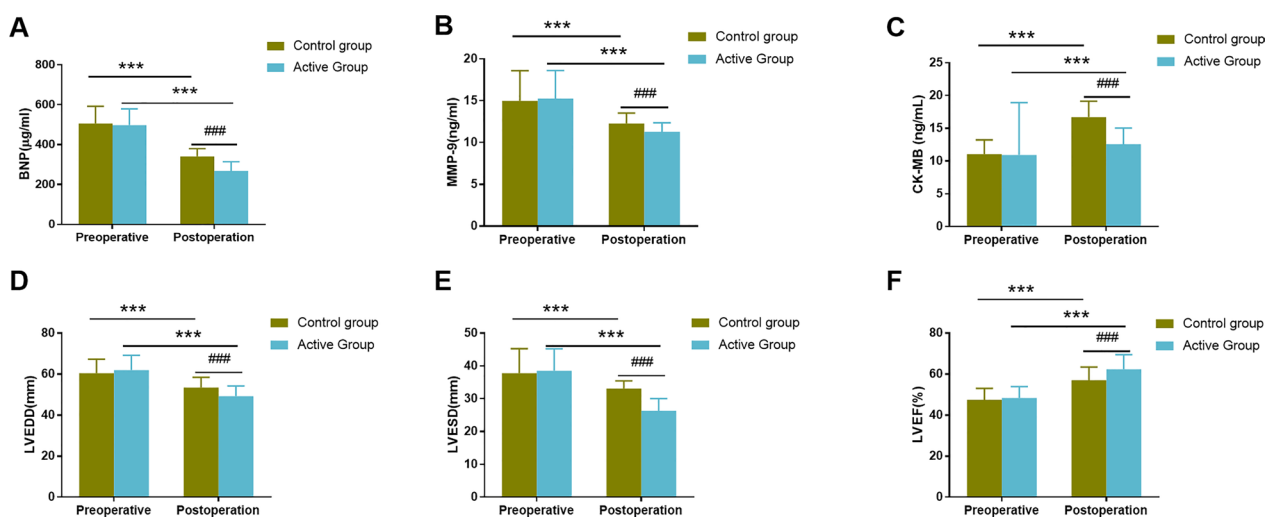 A
***
***
###
Control group
Active Group
BNP(μg/ml)
800
600
400
200
0
Preoperative
Postoperation
B
***
***
###
Control group
Active Group
MMP-9(ng/ml)
20
15
10
5
0
Preoperative
Postoperation
C
***
***
###
Control group
Active Group
CK-MB (ng/mL)
25
20
15
10
5
0
Preoperative
Postoperation
D
***
***
###
Control group
Active Group
LVEDD(mm)
80
60
40
20
0
Preoperative
Postoperation
E
***
***
###
Control group
Active Group
LVESD(mm)
50
40
30
20
10
0
Preoperative
Postoperation
F
***
***
###
Control group
Active Group
LVEF(%)
80
60
40
20
0
Preoperative
Postoperation